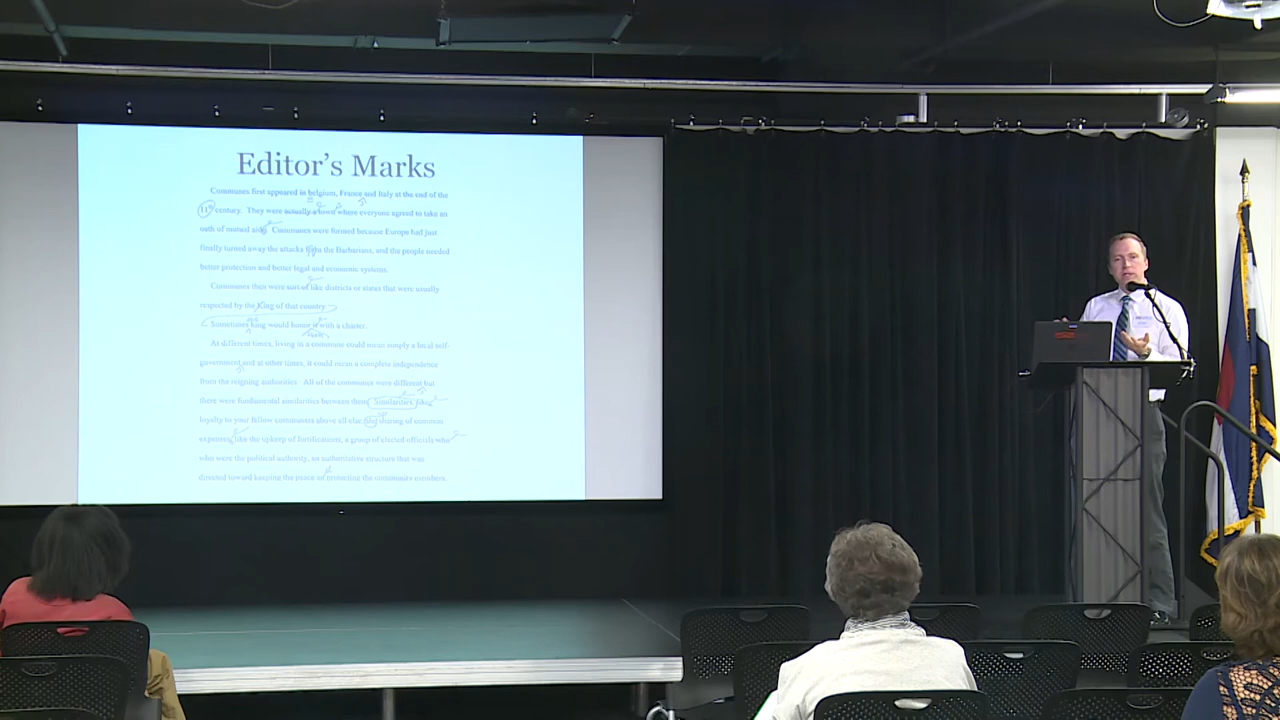 Editor's Marks
Communes first appeared in belgium, France and Italy at the end of the
11th century. They were actually a town where everyone agreed to take an
oath of mutual aid. Communes were formed because Europe had just
finally turned away the attacks from the Barbarians, and the people needed
better protection and better legal and economic systems.
Communes then were sort of like districts or states that were usually
respected by the King of that country
Sometimes king would honor it with a charter.
At different times, living in a commune could mean simply a local self-
government and at other times, it could mean a complete independence
from the reigning authorities. All of the communes were different but
there were fundamental similarities between them Similarities like
loyalty to your fellow communers above all else, sharing of common
expenses, like the upkeep of fortifications, a group of elected officials who
who were the political authority, an authoritative structure that was
directed toward keeping the peace promoting the community members.